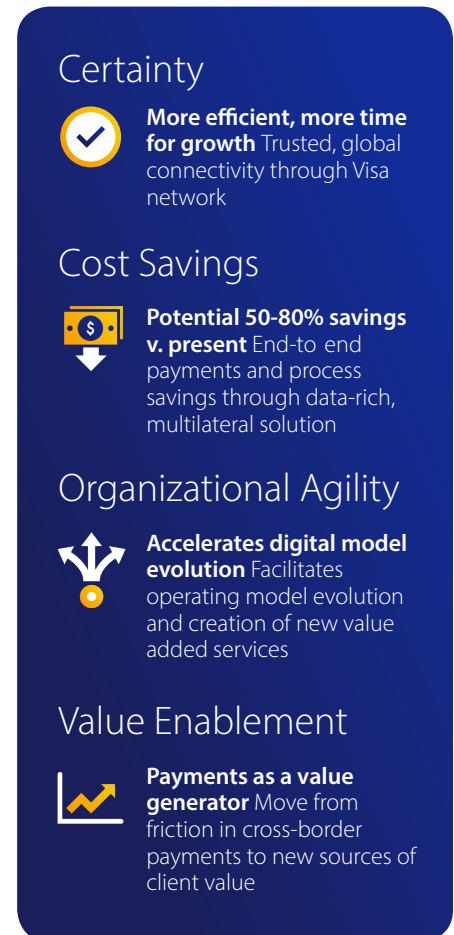 Certainty
More efficient, more time
for growth Trusted, global
connectivity through Visa
network
Cost Savings
$
Potential 50-80% savings
v. present End-to end
payments and process
savings through data-rich,
multilateral solution
Organizational Agility
Accelerates digital model
evolution Facilitates
operating model evolution
and creation of new value
added services
Value Enablement
Payments as a value
generator Move from
friction in cross-border
payments to new sources of
client value